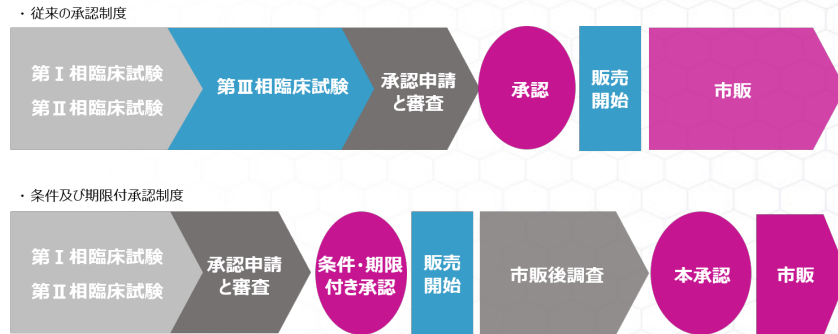 ・従来の承認制度
第Ⅰ相臨床試験
第Ⅱ相臨床試験
第Ⅲ相臨床試験
承認申請
と審査
承認
販売
開始
市販
・条件及び期限付承認制度
第Ⅰ相臨床試験
第Ⅱ相臨床試験
承認申請
と審査
条件・期限
付き承認
販売
開始
市販後調査
本承認
市販